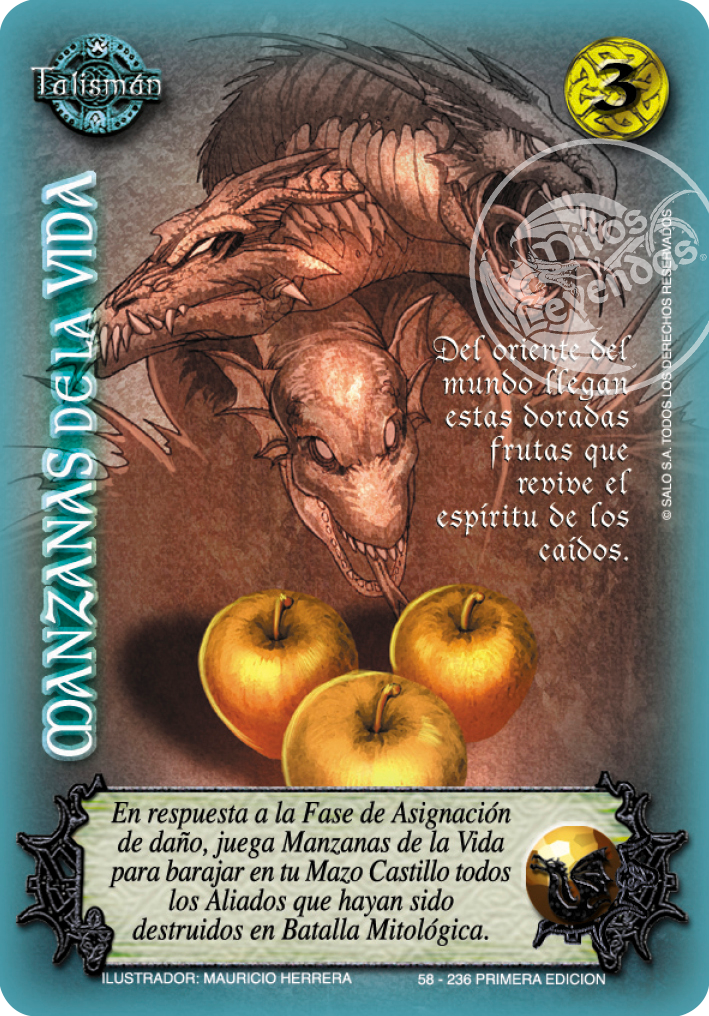 Talismán
3
MANZANAS DE LA VIDA
Mitos
y
Leyendas
®
Del oriente del
mundo llegan
estas doradas
frutas que
revive el
espíritu de los
caídos.
© SALO S.A. TODOS LOS DERECHOS RESERVADOS
En respuesta a la Fase de Asignación
de daño, juega Manzanas de la Vida
para barajar en tu Mazo Castillo todos
los Aliados que hayan sido
destruidos en Batalla Mitológica.
ILUSTRADOR: MAURICIO HERRERA
58 - 236 PRIMERA EDICION